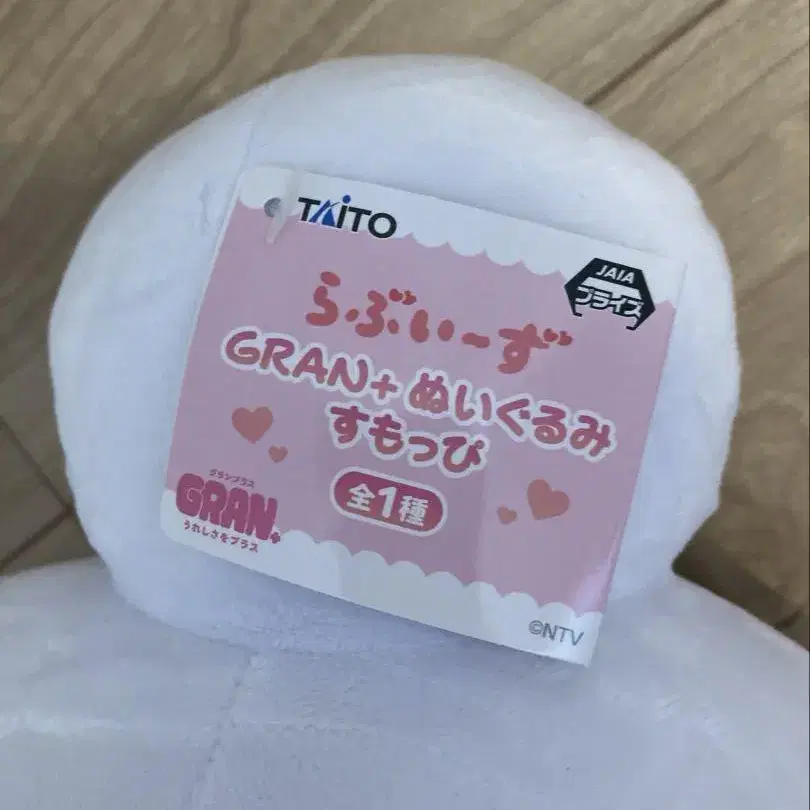 TAITO
JAIA
プライズ
らぶいーず
GRAN+ ぬいぐるみ
すもっぴ
全1種
グランプラス
GRAN+
うれしさをプラス
©NTV